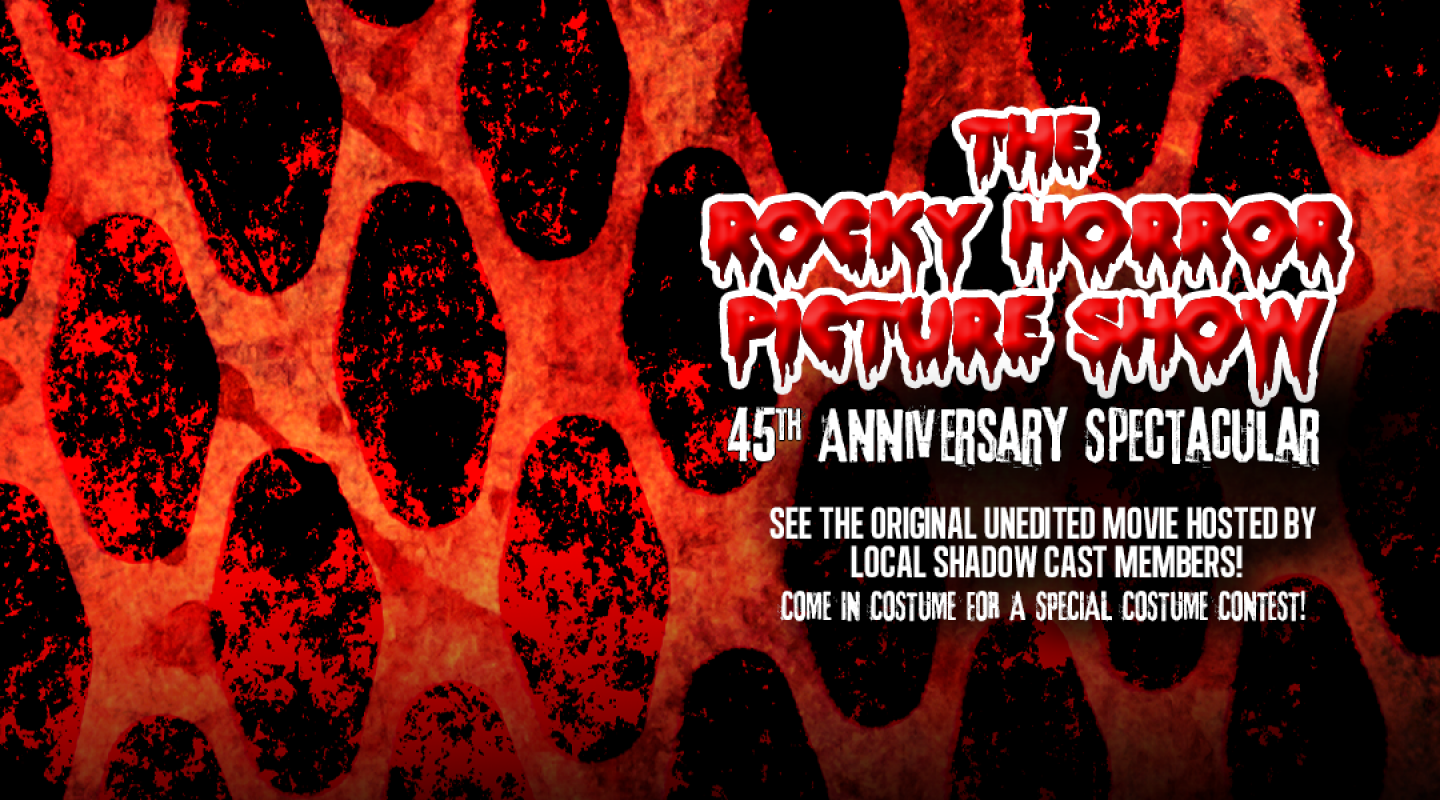 THE
ROCKY HORROR
PICTURE SHOW
45TH ANNIVERSARY SPECTACULAR
SEE THE ORIGINAL UNEDITED MOVIE HOSTED BY
LOCAL SHADOW CAST MEMBERS!
COME IN COSTUME FOR A SPECIAL COSTUME CONTEST!